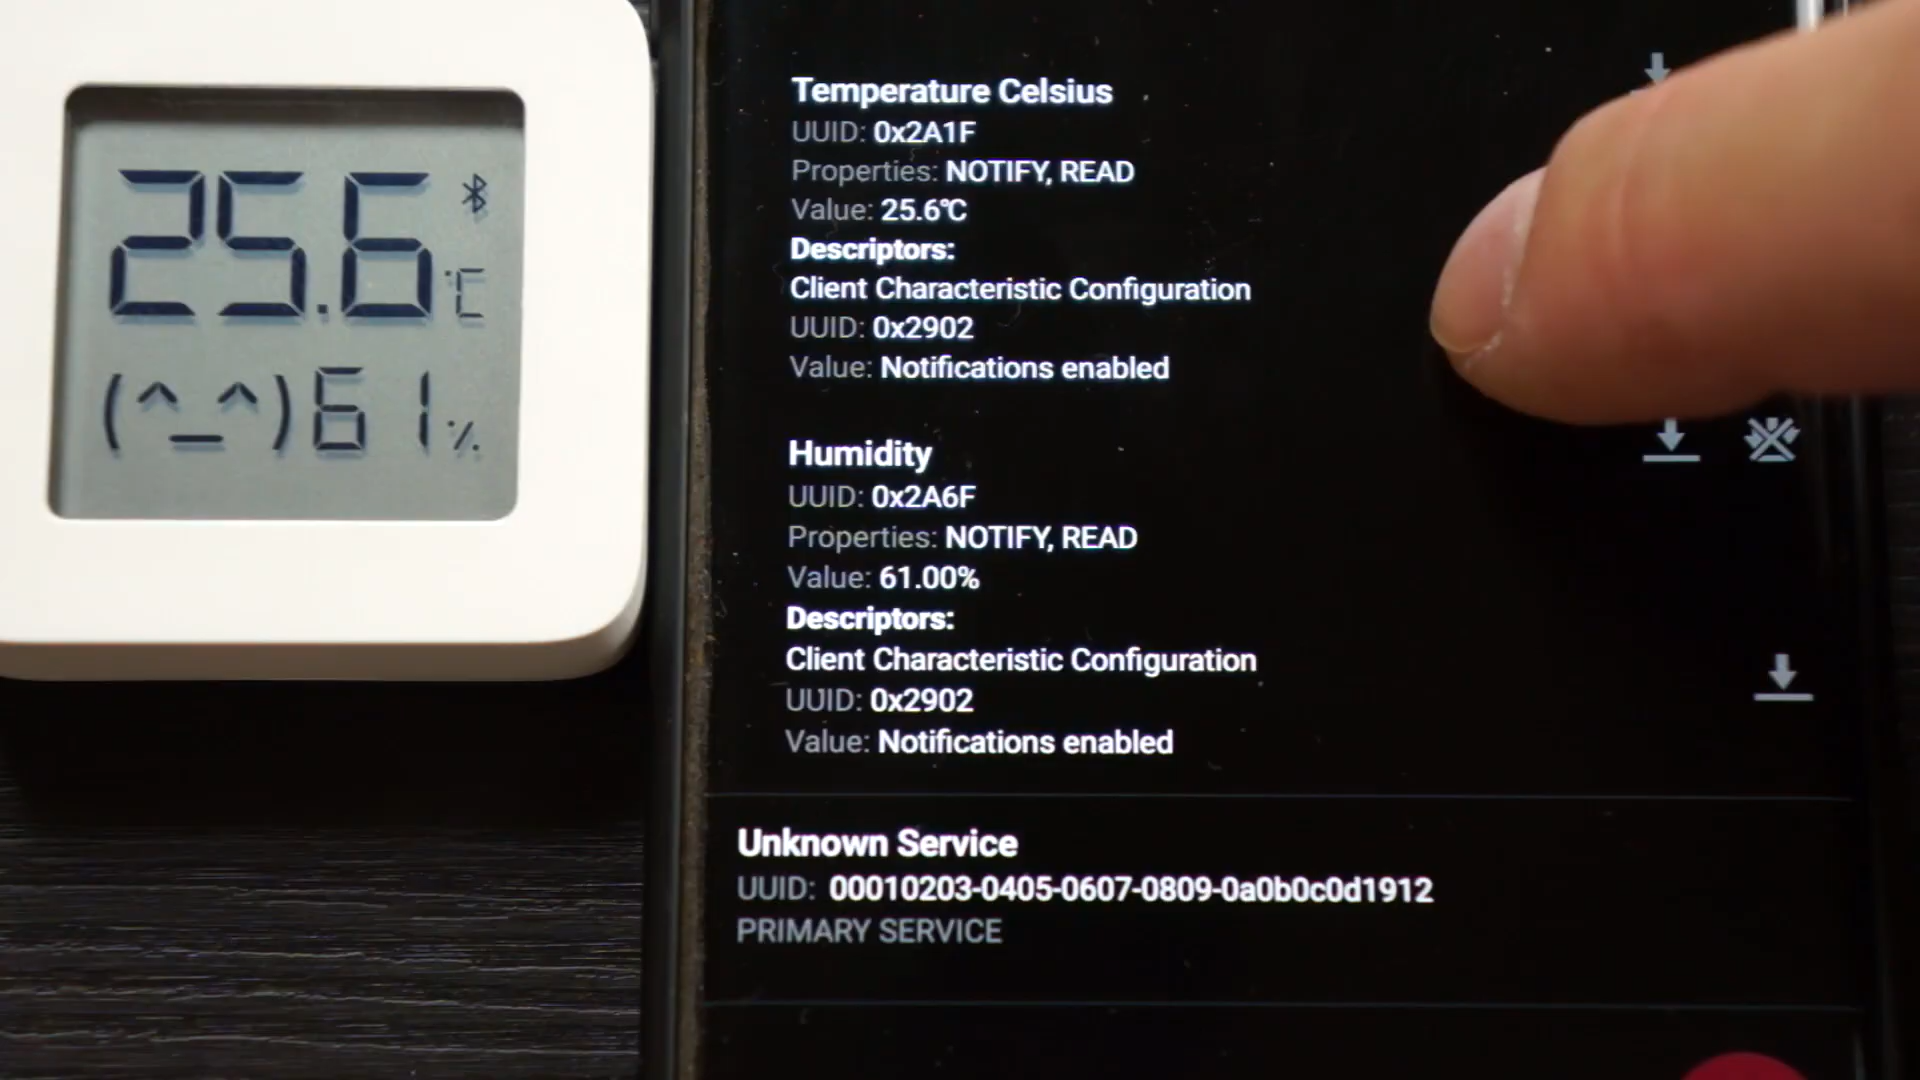 25.6 °C
(^_^) 61 %
Temperature Celsius
UUID: 0x2A1F
Properties: NOTIFY, READ
Value: 25.6℃
Descriptors:
Client Characteristic Configuration
UUID: 0x2902
Value: Notifications enabled
Humidity
UUID: 0x2A6F
Properties: NOTIFY, READ
Value: 61.00%
Descriptors:
Client Characteristic Configuration
UUID: 0x2902
Value: Notifications enabled
Unknown Service
UUID: 00010203-0405-0607-0809-0a0b0c0d1912
PRIMARY SERVICE